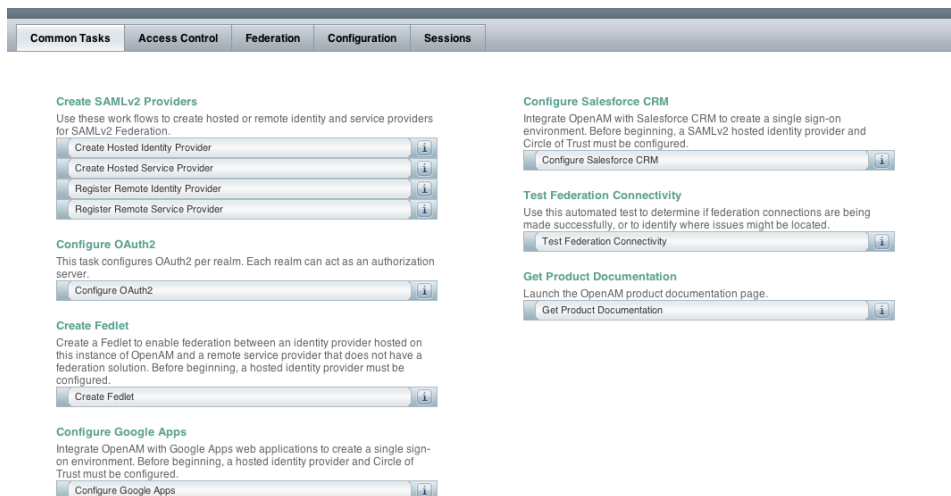 Common Tasks
Access Control
Federation
Configuration
Sessions
Create SAMLv2 Providers
Use these work flows to create hosted or remote identity and service providers
for SAMLv2 Federation.
Create Hosted Identity Provider
Create Hosted Service Provider
Register Remote Identity Provider
Register Remote Service Provider
Configure OAuth2
This task configures OAuth2 per realm. Each realm can act as an authorization
server.
Configure OAuth2
Create Fedlet
Create a Fedlet to enable federation between an identity provider hosted on
this instance of OpenAM and a remote service provider that does not have a
federation solution. Before beginning, a hosted identity provider must be
configured.
Create Fedlet
Configure Google Apps
Integrate OpenAM with Google Apps web applications to create a single sign-
on environment. Before beginning, a hosted identity provider and Circle of
Trust must be configured.
Configure Google Apps
Configure Salesforce CRM
Integrate OpenAM with Salesforce CRM to create a single sign-on
environment. Before beginning, a SAMLv2 hosted identity provider and
Circle of Trust must be configured.
Configure Salesforce CRM
Test Federation Connectivity
Use this automated test to determine if federation connections are being
made successfully, or to identify where issues might be located.
Test Federation Connectivity
Get Product Documentation
Launch the OpenAM product documentation page.
Get Product Documentation